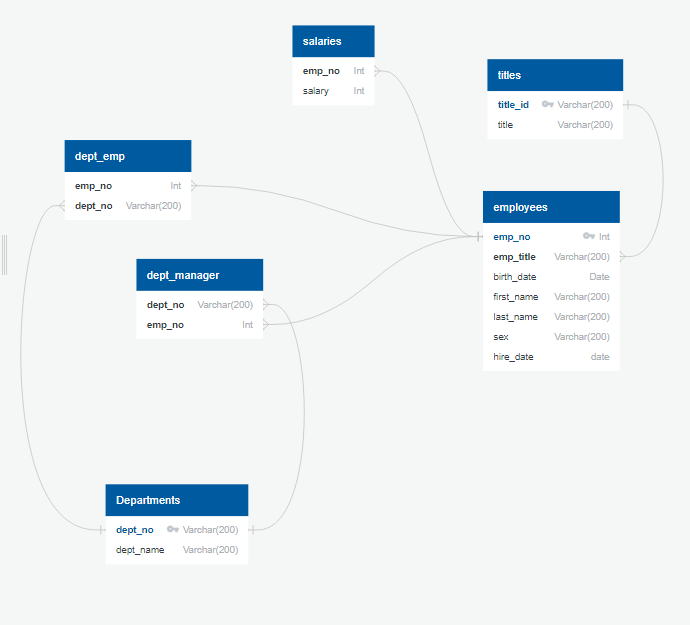 salaries
emp_no Int
salary Int
titles
title_id Varchar(200)
title Varchar(200)
dept_emp
emp_no Int
dept_no Varchar(200)
employees
emp_no Int
emp_title Varchar(200)
birth_date Date
first_name Varchar(200)
last_name Varchar(200)
sex Varchar(200)
hire_date date
dept_manager
dept_no Varchar(200)
emp_no Int
Departments
dept_no Varchar(200)
dept_name Varchar(200)